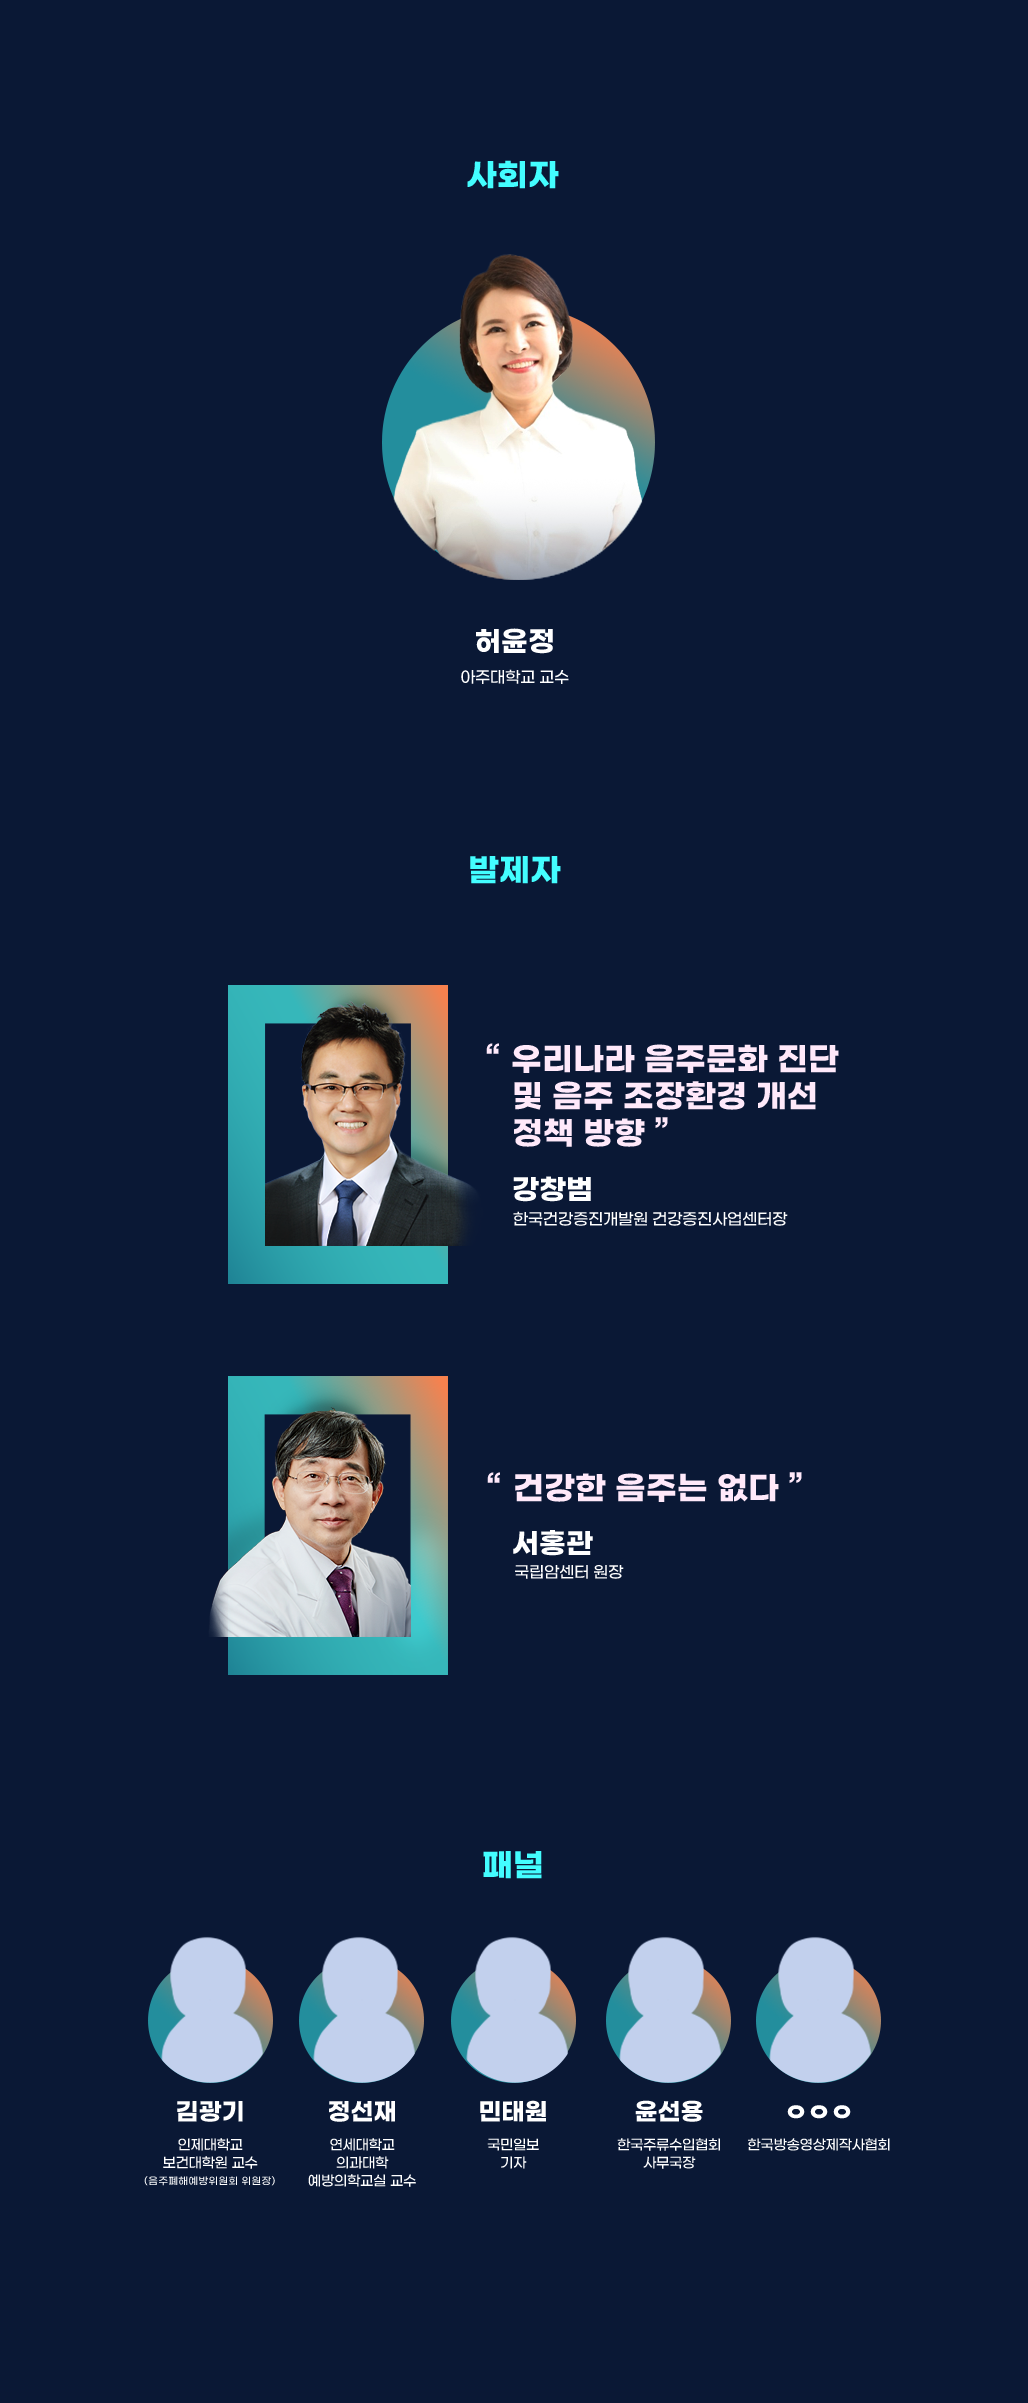 사회자
허윤정
아주대학교 교수
발제자
“ 우리나라 음주문화 진단
및 음주 조장환경 개선
정책 방향 ”
강창범
한국건강증진개발원 건강증진사업센터장
“ 건강한 음주는 없다 ”
서홍관
국립암센터 원장
패널
김광기
인제대학교
보건대학원 교수
(음주폐해예방위원회 위원장)
정선재
연세대학교
의과대학
예방의학교실 교수
민태원
국민일보
기자
윤선용
한국주류수입협회
사무국장
ㅇㅇㅇ
한국방송영상제작사협회